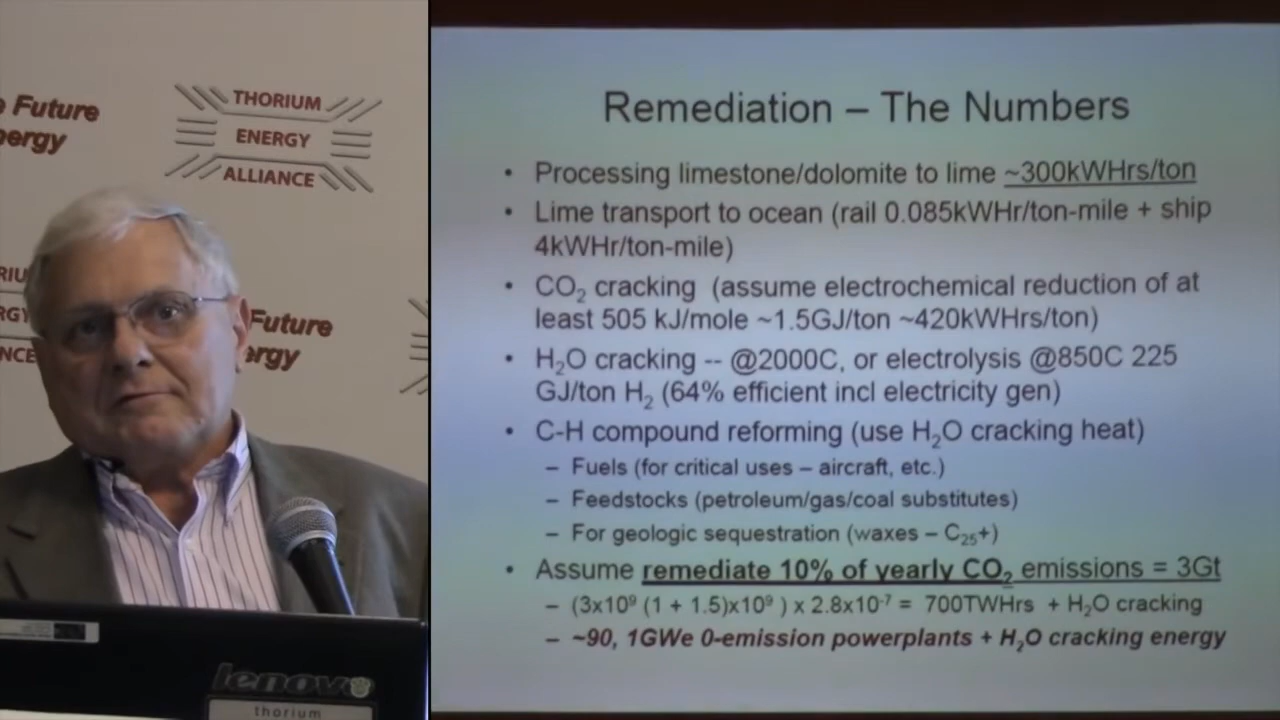 e Future
ergy
THORIUM
ENERGY
ALLIANCE
RIU
RGY
NCE
Future
ergy
lenovo
thorium
Remediation – The Numbers
• Processing limestone/dolomite to lime ~300kWHrs/ton
• Lime transport to ocean (rail 0.085kWHr/ton-mile + ship
4kWHr/ton-mile)
• CO₂ cracking (assume electrochemical reduction of at
least 505 kJ/mole ~1.5GJ/ton ~420kWHrs/ton)
• H₂O cracking -- @2000C, or electrolysis @850C 225
GJ/ton H₂ (64% efficient incl electricity gen)
• C-H compound reforming (use H₂O cracking heat)
– Fuels (for critical uses – aircraft, etc.)
– Feedstocks (petroleum/gas/coal substitutes)
– For geologic sequestration (waxes – C₂₅+)
• Assume remediate 10% of yearly CO₂ emissions = 3Gt
– (3x10⁹ (1 + 1.5)x10⁹ ) x 2.8x10⁻⁷ = 700TWHrs + H₂O cracking
– ~90, 1GWe 0-emission powerplants + H₂O cracking energy